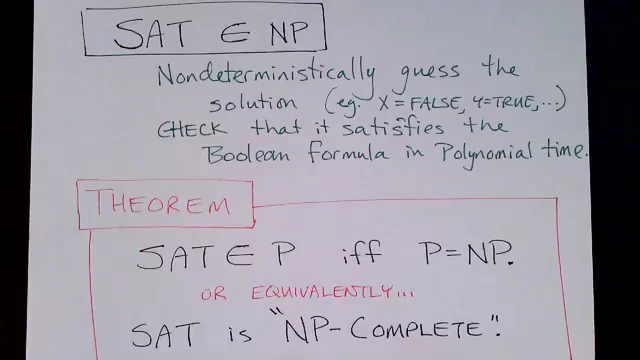 SAT ∈ NP
Nondeterministically guess the
solution (eg. X = FALSE, Y=TRUE, ...)
CHECK that it satisfies the
Boolean formula in Polynomial time.
THEOREM
SAT ∈ P iff P = NP.
OR EQUIVALENTLY...
SAT is "NP-COMPLETE".